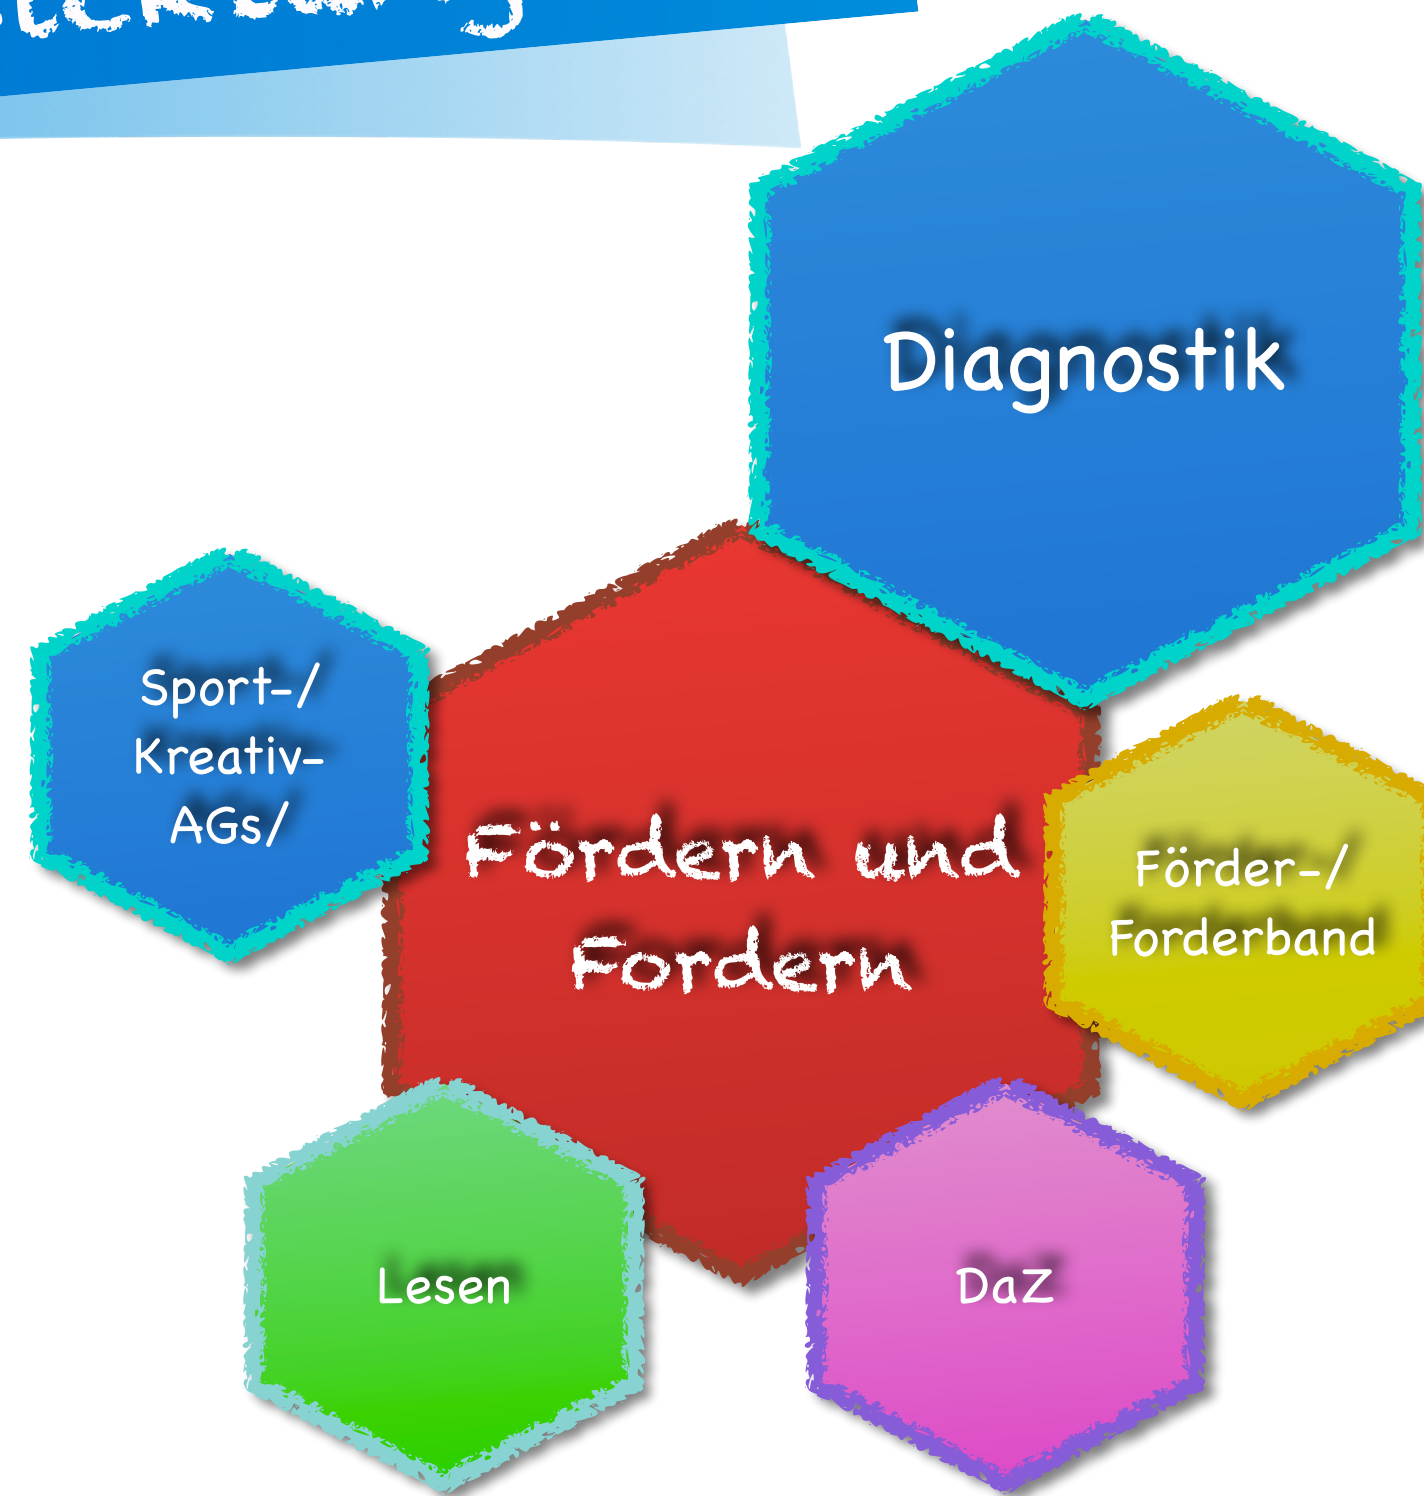 Diagnostik
Sport-/
Kreativ-
AGs/
Fördern und
Fordern
Förder-/
Forderband
Lesen
DaZ